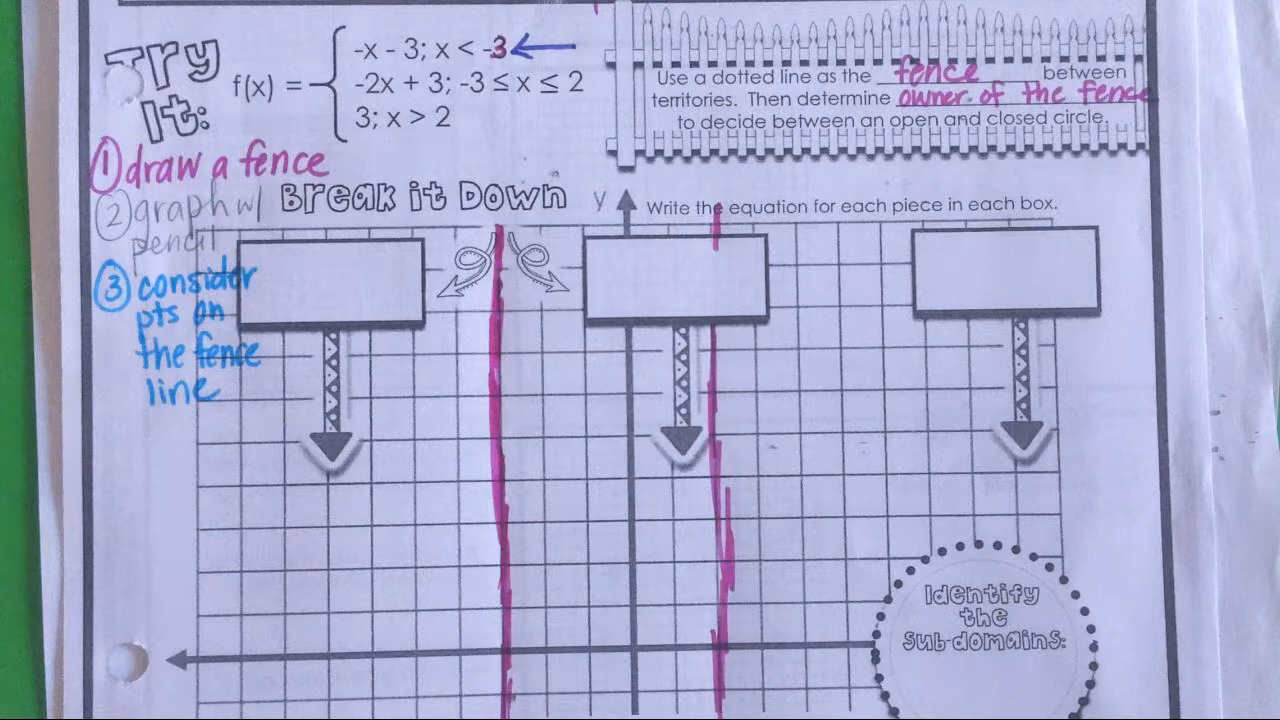 Try It:
f(x) =
-x - 3; x < -3
-2x + 3; -3 ≤ x ≤ 2
3; x > 2
Use a dotted line as the fence between
territories. Then determine owner of the fence
to decide between an open and closed circle.
① draw a fence
② graph w/
pencil
③ consider
pts on
the fence
line
Break it Down
y
Write the equation for each piece in each box.
Identify
the
sub-domains: